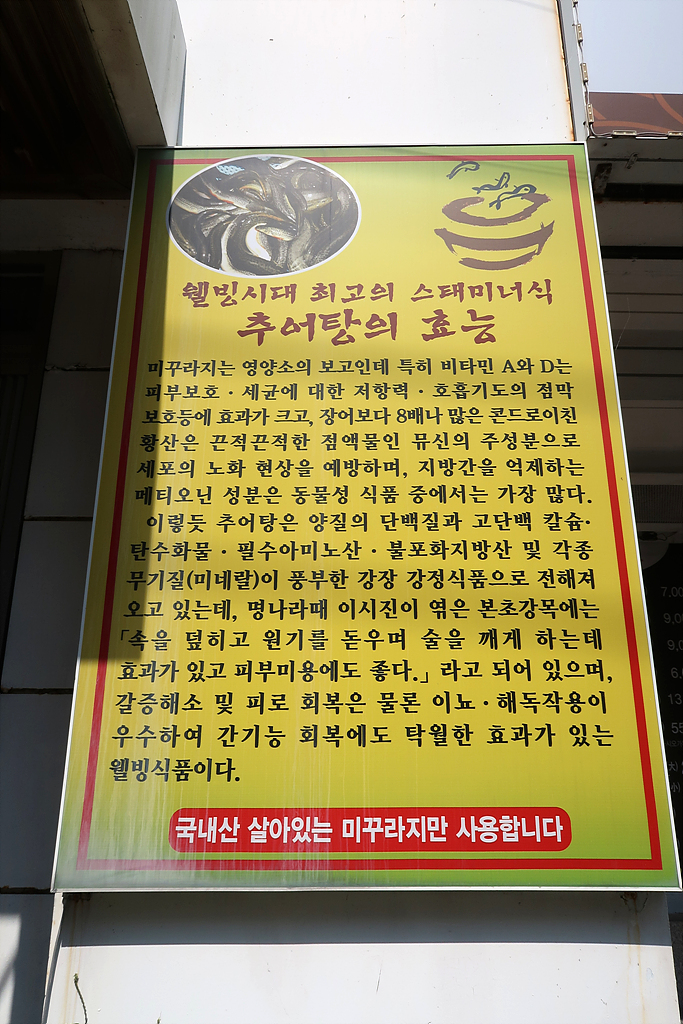 웰빙시대 최고의 스태미너식
추어탕의 효능
미꾸라지는 영양소의 보고인데 특히 비타민 A와 D는
피부보호 · 세균에 대한 저항력 · 호흡기도의 점막
보호등에 효과가 크고, 장어보다 8배나 많은 콘드로이친
황산은 끈적끈적한 점액물인 뮤신의 주성분으로
세포의 노화 현상을 예방하며, 지방간을 억제하는
메티오닌 성분은 동물성 식품 중에서는 가장 많다.
이렇듯 추어탕은 양질의 단백질과 고단백 칼슘·
탄수화물 · 필수아미노산 · 불포화지방산 및 각종
무기질(미네랄)이 풍부한 강장 강정식품으로 전해져
오고 있는데, 명나라때 이시진이 엮은 본초강목에는
「속을 덮히고 원기를 돋우며 술을 깨게 하는데
효과가 있고 피부미용에도 좋다.」 라고 되어 있으며,
갈증해소 및 피로 회복은 물론 이뇨 · 해독작용이
우수하여 간기능 회복에도 탁월한 효과가 있는
웰빙식품이다.
국내산 살아있는 미꾸라지만 사용합니다